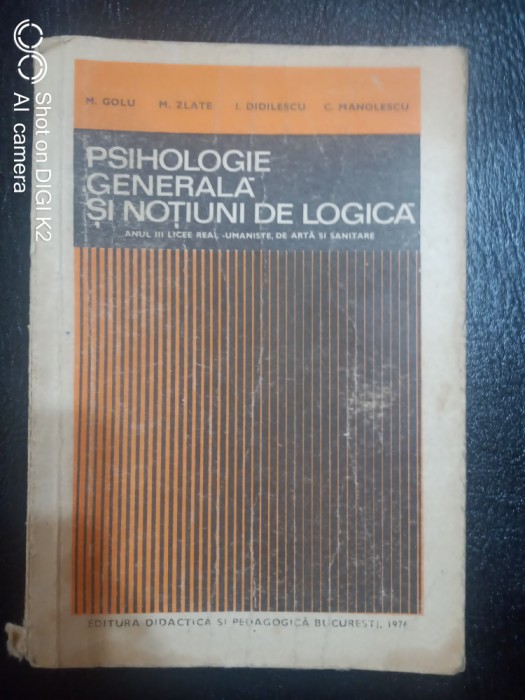 M. GOLU M. ZLATE I. DIDILESCU C. MANOLESCU
PSIHOLOGIE
GENERALĂ
ȘI NOȚIUNI DE LOGICĂ
ANUL III LICEE REAL-UMANISTE, DE ARTĂ ȘI SANITARE
EDITURA DIDACTICĂ ȘI PEDAGOGICĂ BUCUREȘTI,
Shot on DIGI K2
AI camera